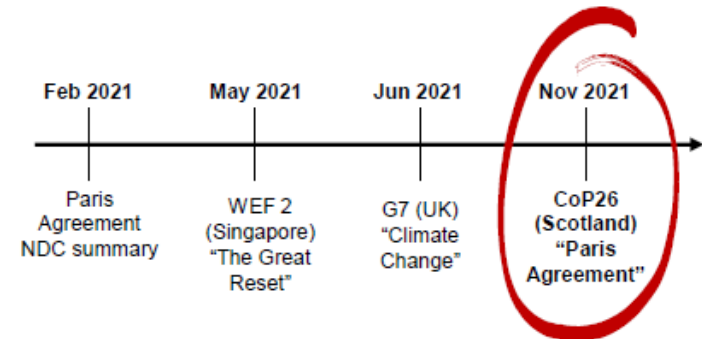 Feb 2021
May 2021
Jun 2021
Nov 2021
Paris
Agreement
NDC summary
WEF 2
(Singapore)
“The Great
Reset”
G7 (UK)
“Climate
Change”
CoP26
(Scotland)
“Paris
Agreement”